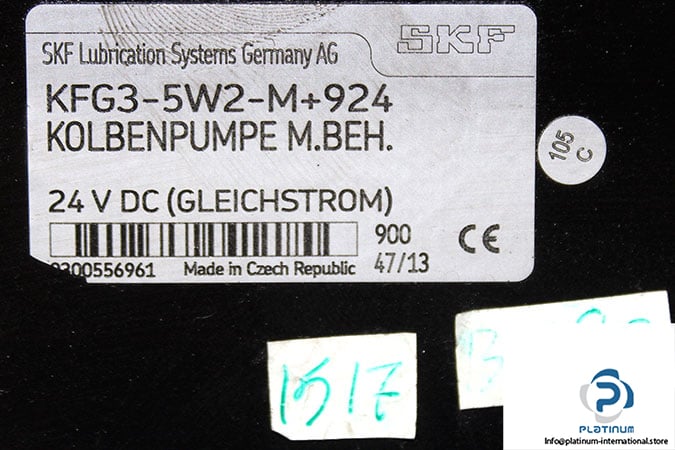 SKF Lubrication Systems Germany AG
SKF
KFG3-5W2-M+924
KOLBENPUMPE M.BEH.
24 V DC (GLEICHSTROM)
900
0300556961 Made in Czech Republic 47/13
CE
105
C
1517
PLATINUM
Info@platinum-international.store